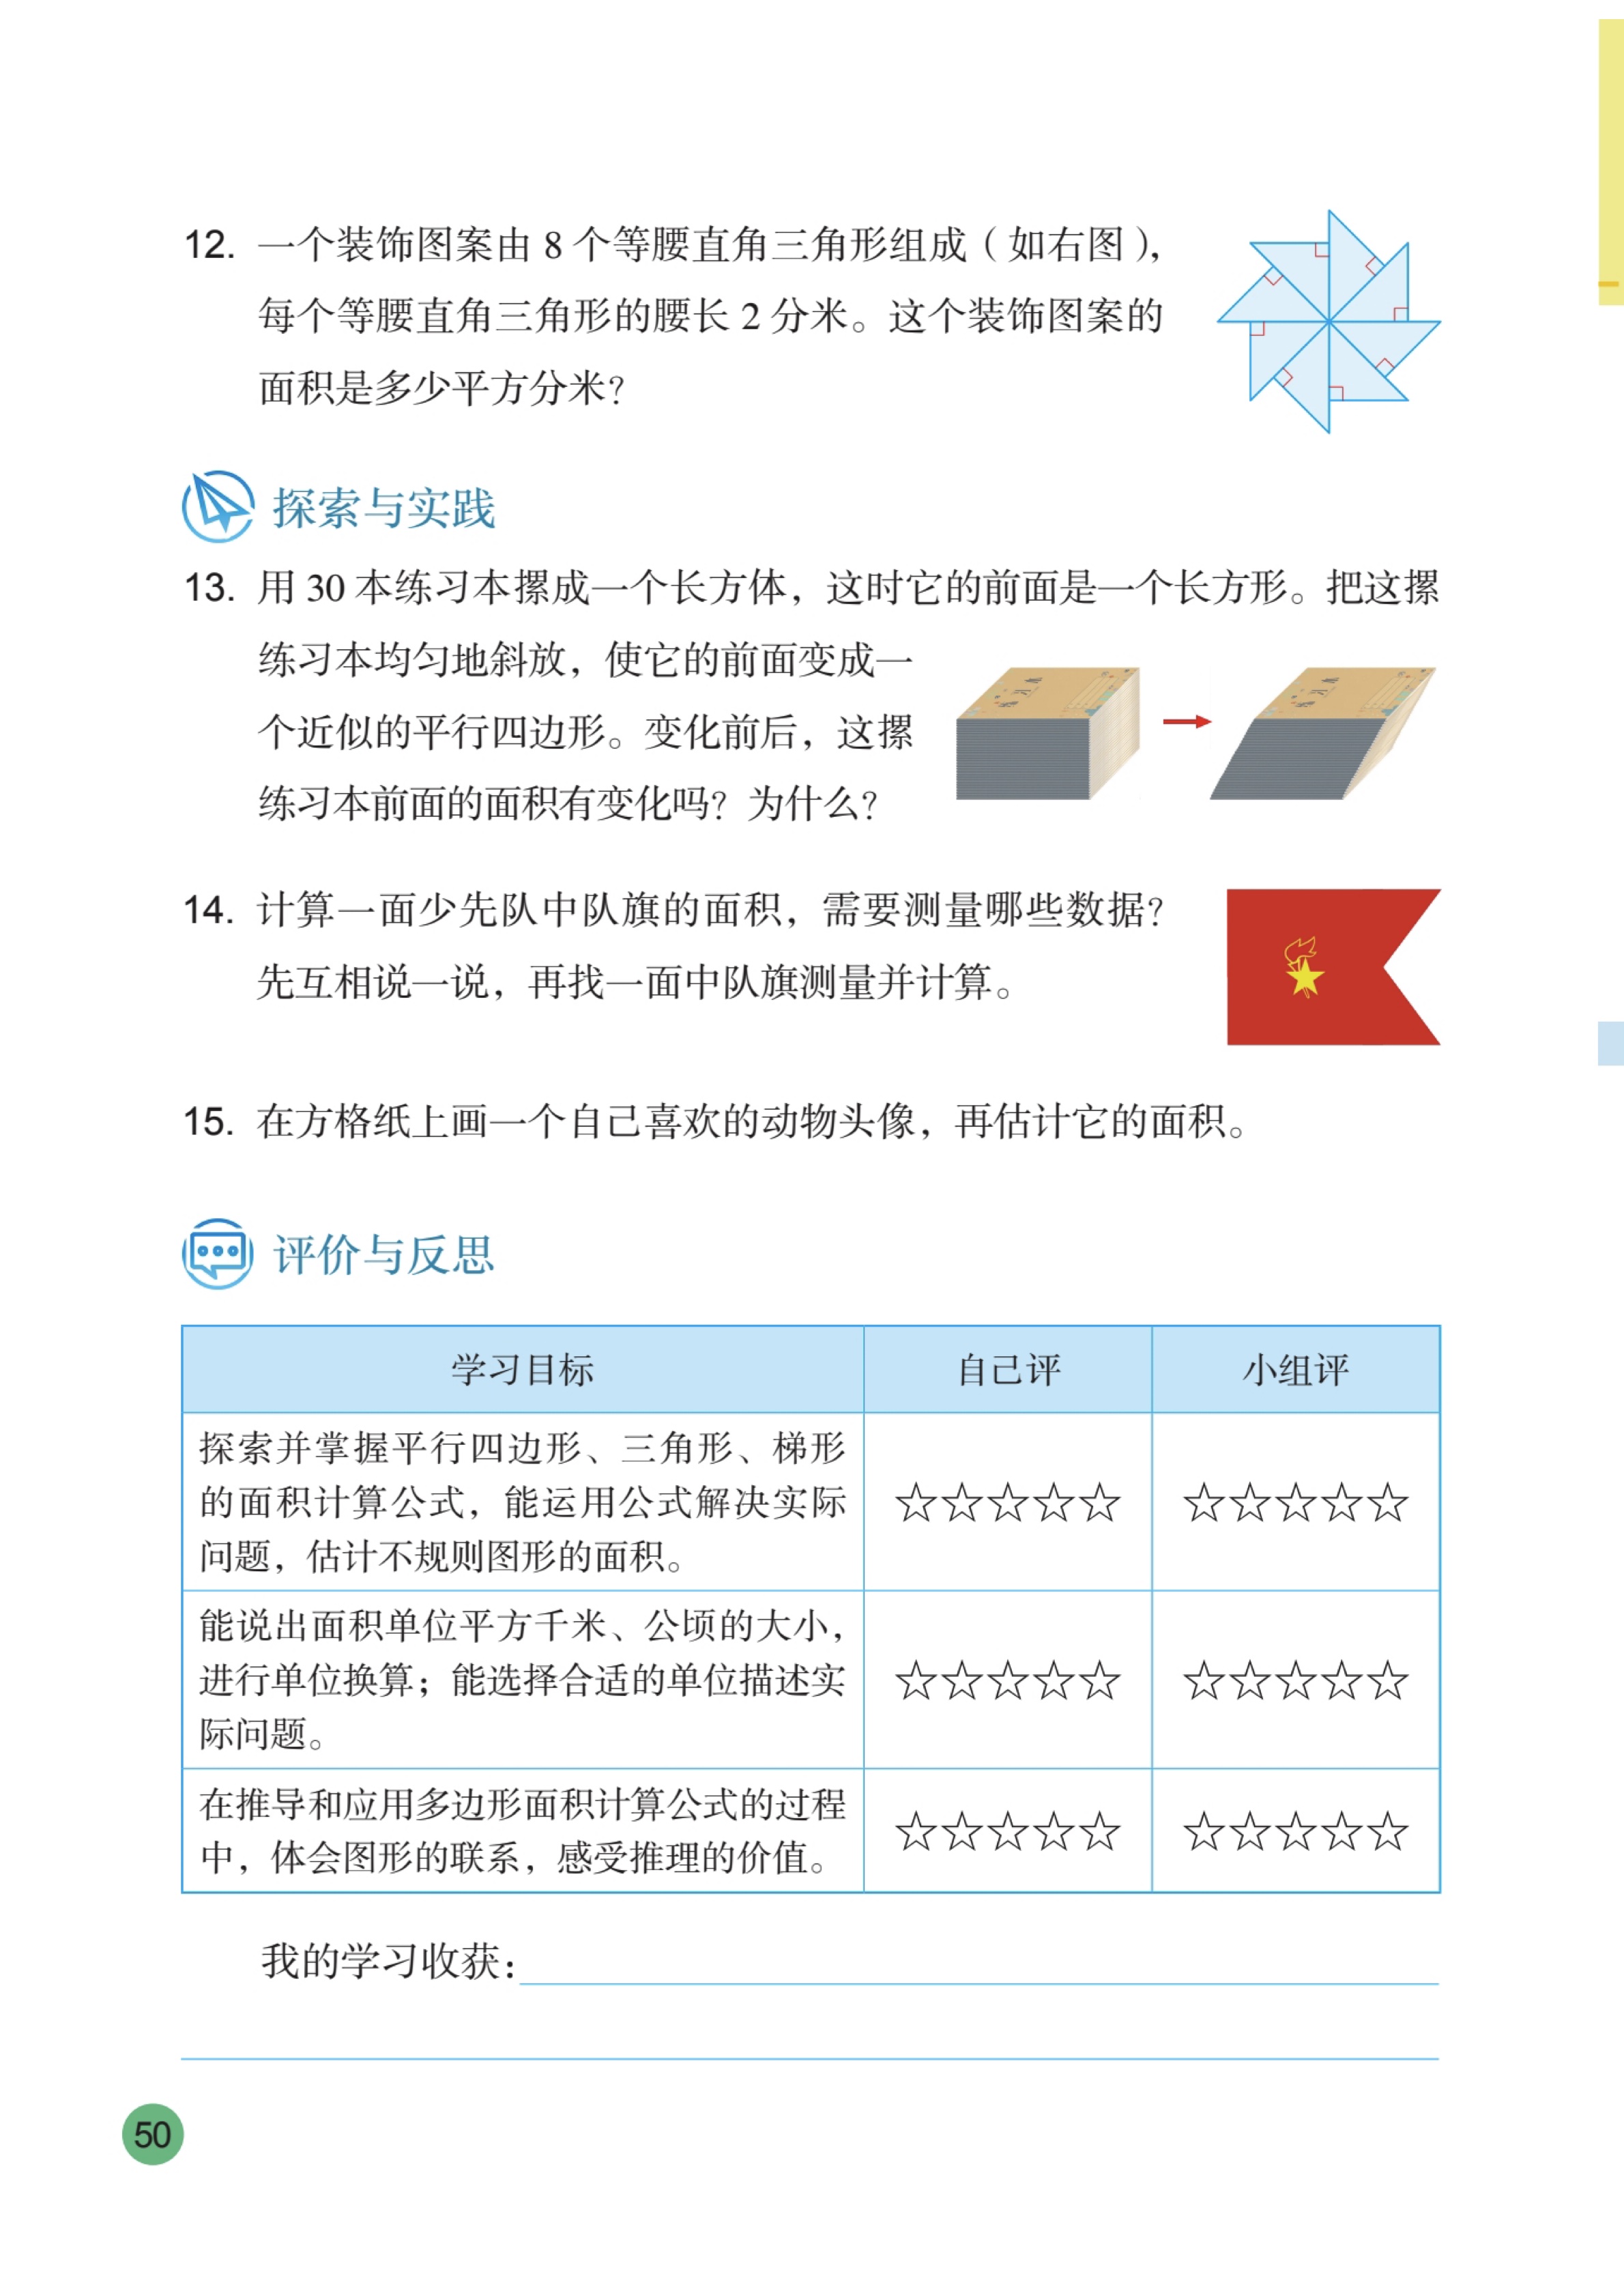 12. 一个装饰图案由 8 个等腰直角三角形组成（如右图），
每个等腰直角三角形的腰长 2 分米。这个装饰图案的
面积是多少平方分米？
探索与实践
13. 用 30 本练习本摞成一个长方体，这时它的前面是一个长方形。把这摞
练习本均匀地斜放，使它的前面变成一
个近似的平行四边形。变化前后，这摞
练习本前面的面积有变化吗？为什么？
14. 计算一面少先队中队旗的面积，需要测量哪些数据？
先互相说一说，再找一面中队旗测量并计算。
15. 在方格纸上画一个自己喜欢的动物头像，再估计它的面积。
评价与反思
学习目标 自己评 小组评
探索并掌握平行四边形、三角形、梯形
的面积计算公式，能运用公式解决实际
问题，估计不规则图形的面积。
☆☆☆☆☆ ☆☆☆☆☆
能说出面积单位平方千米、公顷的大小，
进行单位换算；能选择合适的单位描述实
际问题。
☆☆☆☆☆ ☆☆☆☆☆
在推导和应用多边形面积计算公式的过程
中，体会图形的联系，感受推理的价值。
☆☆☆☆☆ ☆☆☆☆☆
我的学习收获：
50